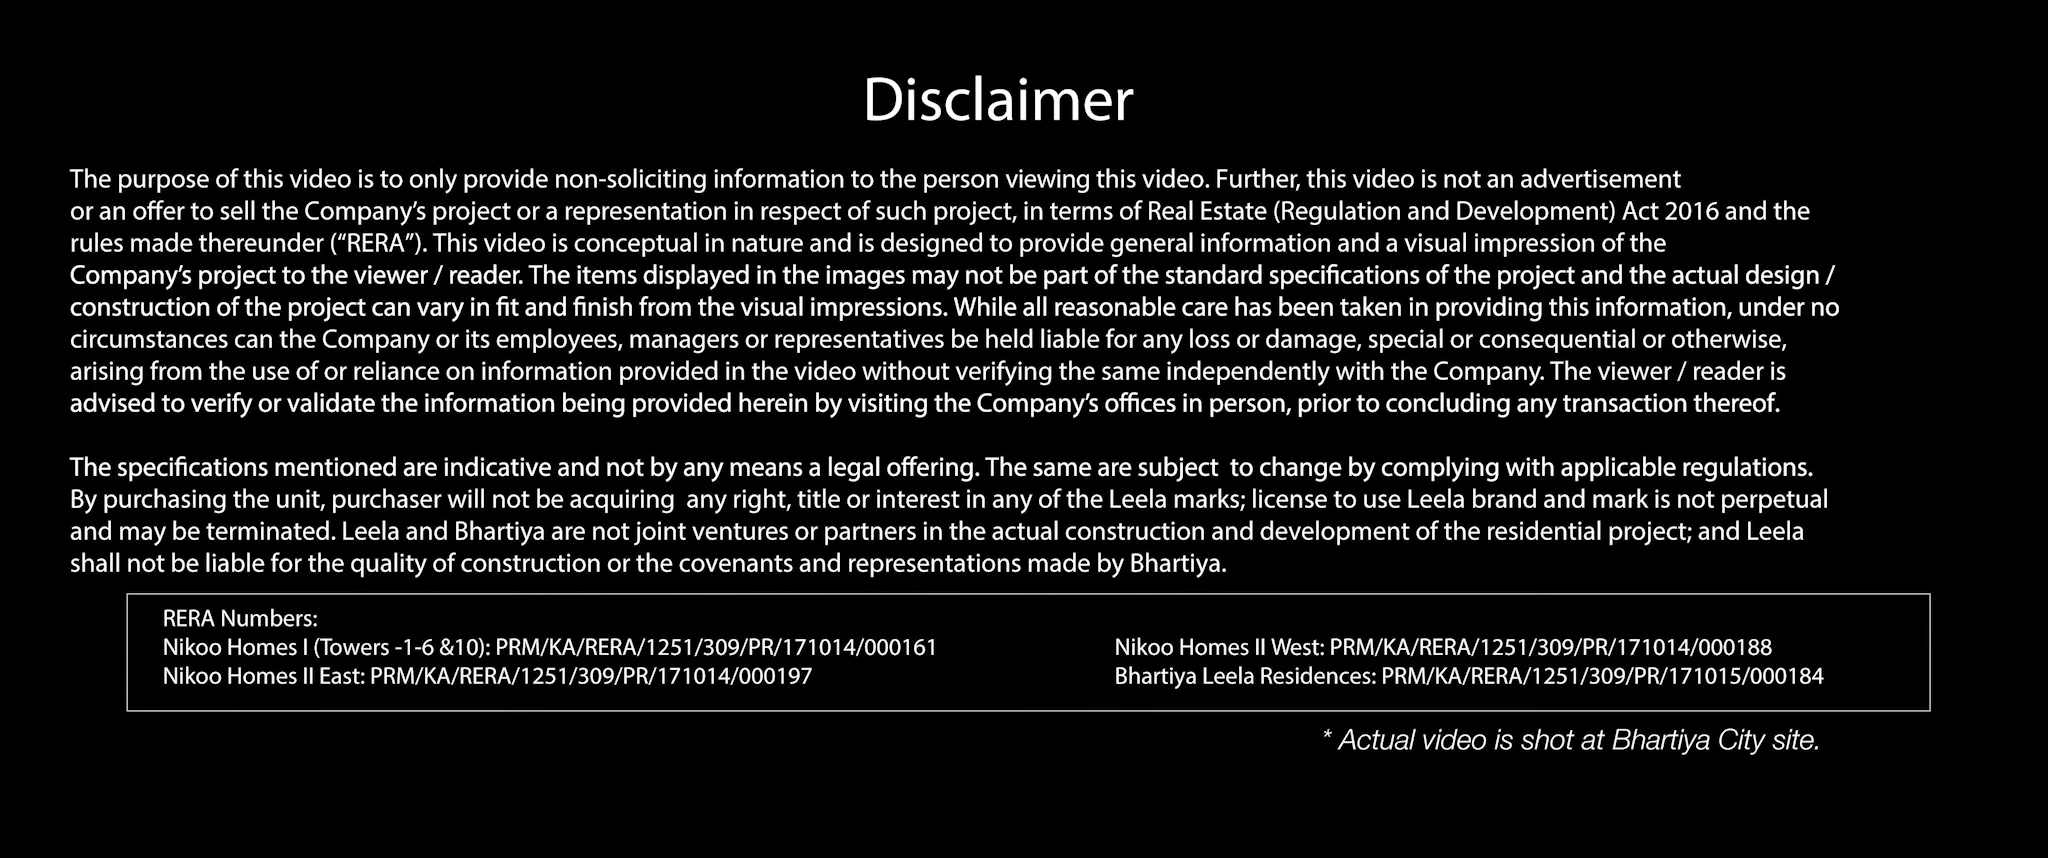 Disclaimer
The purpose of this video is to only provide non-soliciting information to the person viewing this video. Further, this video is not an advertisement
or an offer to sell the Company’s project or a representation in respect of such project, in terms of Real Estate (Regulation and Development) Act 2016 and the
rules made thereunder (“RERA”). This video is conceptual in nature and is designed to provide general information and a visual impression of the
Company’s project to the viewer / reader. The items displayed in the images may not be part of the standard specifications of the project and the actual design /
construction of the project can vary in fit and finish from the visual impressions. While all reasonable care has been taken in providing this information, under no
circumstances can the Company or its employees, managers or representatives be held liable for any loss or damage, special or consequential or otherwise,
arising from the use of or reliance on information provided in the video without verifying the same independently with the Company. The viewer / reader is
advised to verify or validate the information being provided herein by visiting the Company’s offices in person, prior to concluding any transaction thereof.
The specifications mentioned are indicative and not by any means a legal offering. The same are subject  to change by complying with applicable regulations.
By purchasing the unit, purchaser will not be acquiring  any right, title or interest in any of the Leela marks; license to use Leela brand and mark is not perpetual
and may be terminated. Leela and Bhartiya are not joint ventures or partners in the actual construction and development of the residential project; and Leela
shall not be liable for the quality of construction or the covenants and representations made by Bhartiya.
RERA Numbers:
Nikoo Homes I (Towers -1-6 &10): PRM/KA/RERA/1251/309/PR/171014/000161
Nikoo Homes II East: PRM/KA/RERA/1251/309/PR/171014/000197
Nikoo Homes II West: PRM/KA/RERA/1251/309/PR/171014/000188
Bhartiya Leela Residences: PRM/KA/RERA/1251/309/PR/171015/000184
* Actual video is shot at Bhartiya City site.